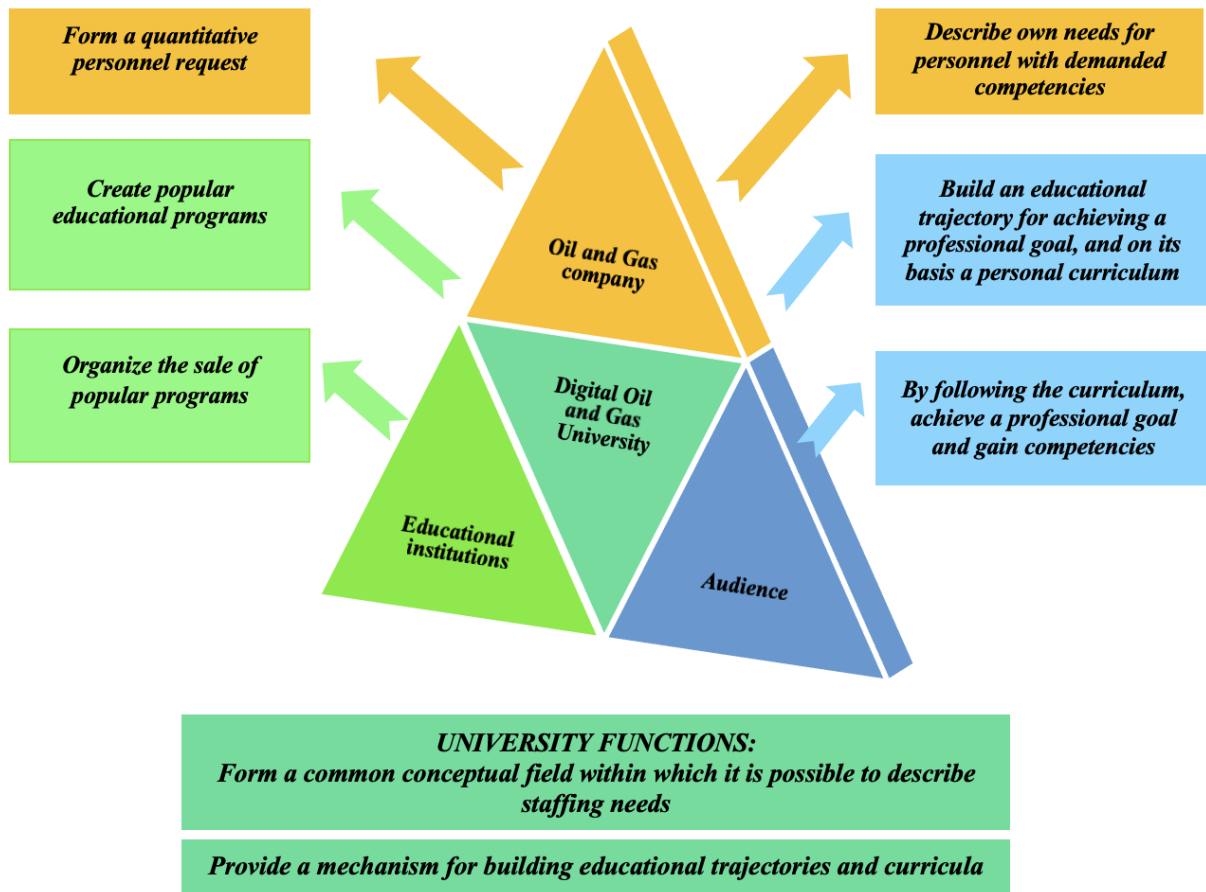 Form a quantitative
personnel request
Describe own needs for
personnel with demanded
competencies
Create popular
educational programs
Build an educational
trajectory for achieving a
professional goal, and on its
basis a personal curriculum
Oil and Gas
company
Organize the sale of
popular programs
Digital Oil
and Gas
University
By following the curriculum,
achieve a professional goal
and gain competencies
Educational
institutions
Audience
UNIVERSITY FUNCTIONS:
Form a common conceptual field within which it is possible to describe
staffing needs
Provide a mechanism for building educational trajectories and curricula